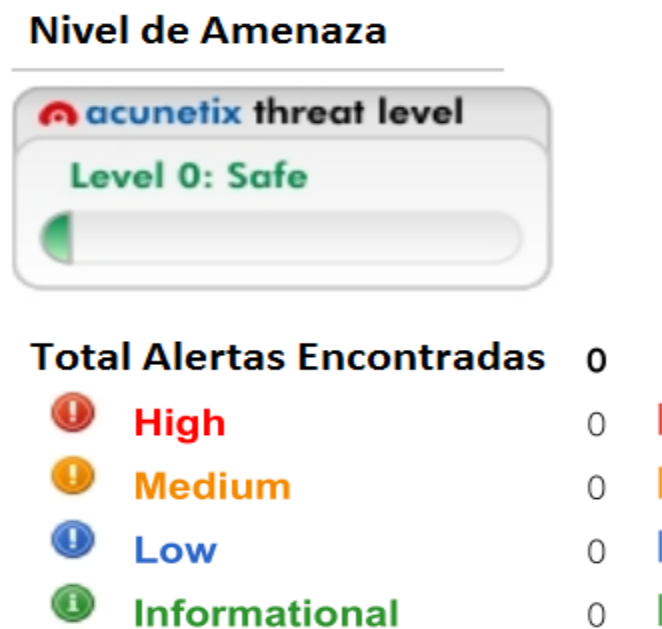 Nivel de Amenaza
acunetix threat level
Level 0: Safe
Total Alertas Encontradas 0
High 0
Medium 0
Low 0
Informational 0